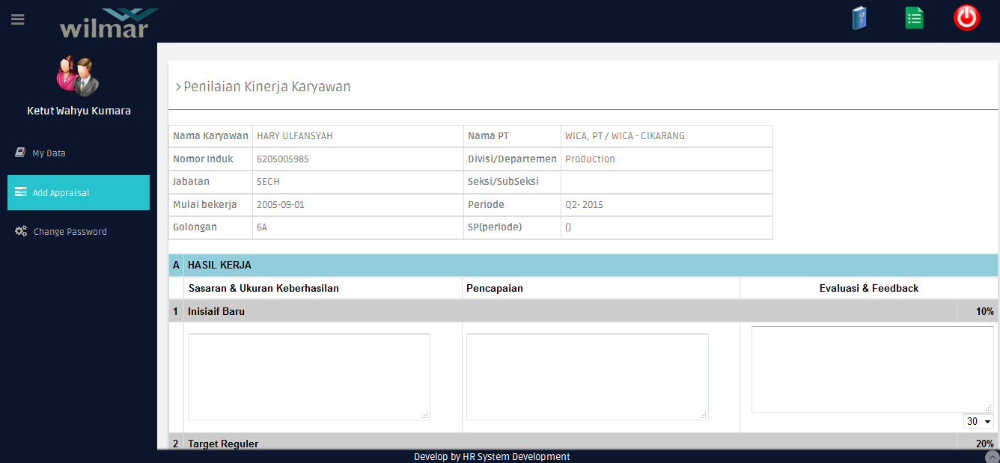 wilmar
Ketut Wahyu Kumara
My Data
Add Appraisal
Change Password
> Penilaian Kinerja Karyawan
Nama Karyawan HARY ULFANSYAH Nama PT WICA, PT / WICA - CIKARANG
Nomor Induk 6205005985 Divisi/Departemen Production
Jabatan SECH Seksi/SubSeksi
Mulai bekerja 2005-09-01 Periode Q2- 2015
Golongan 6A SP(periode) ()
A HASIL KERJA
Sasaran & Ukuran Keberhasilan Pencapaian Evaluasi & Feedback
1 Inisiaif Baru 10%
30
2 Target Reguler 20%
Develop by HR System Development